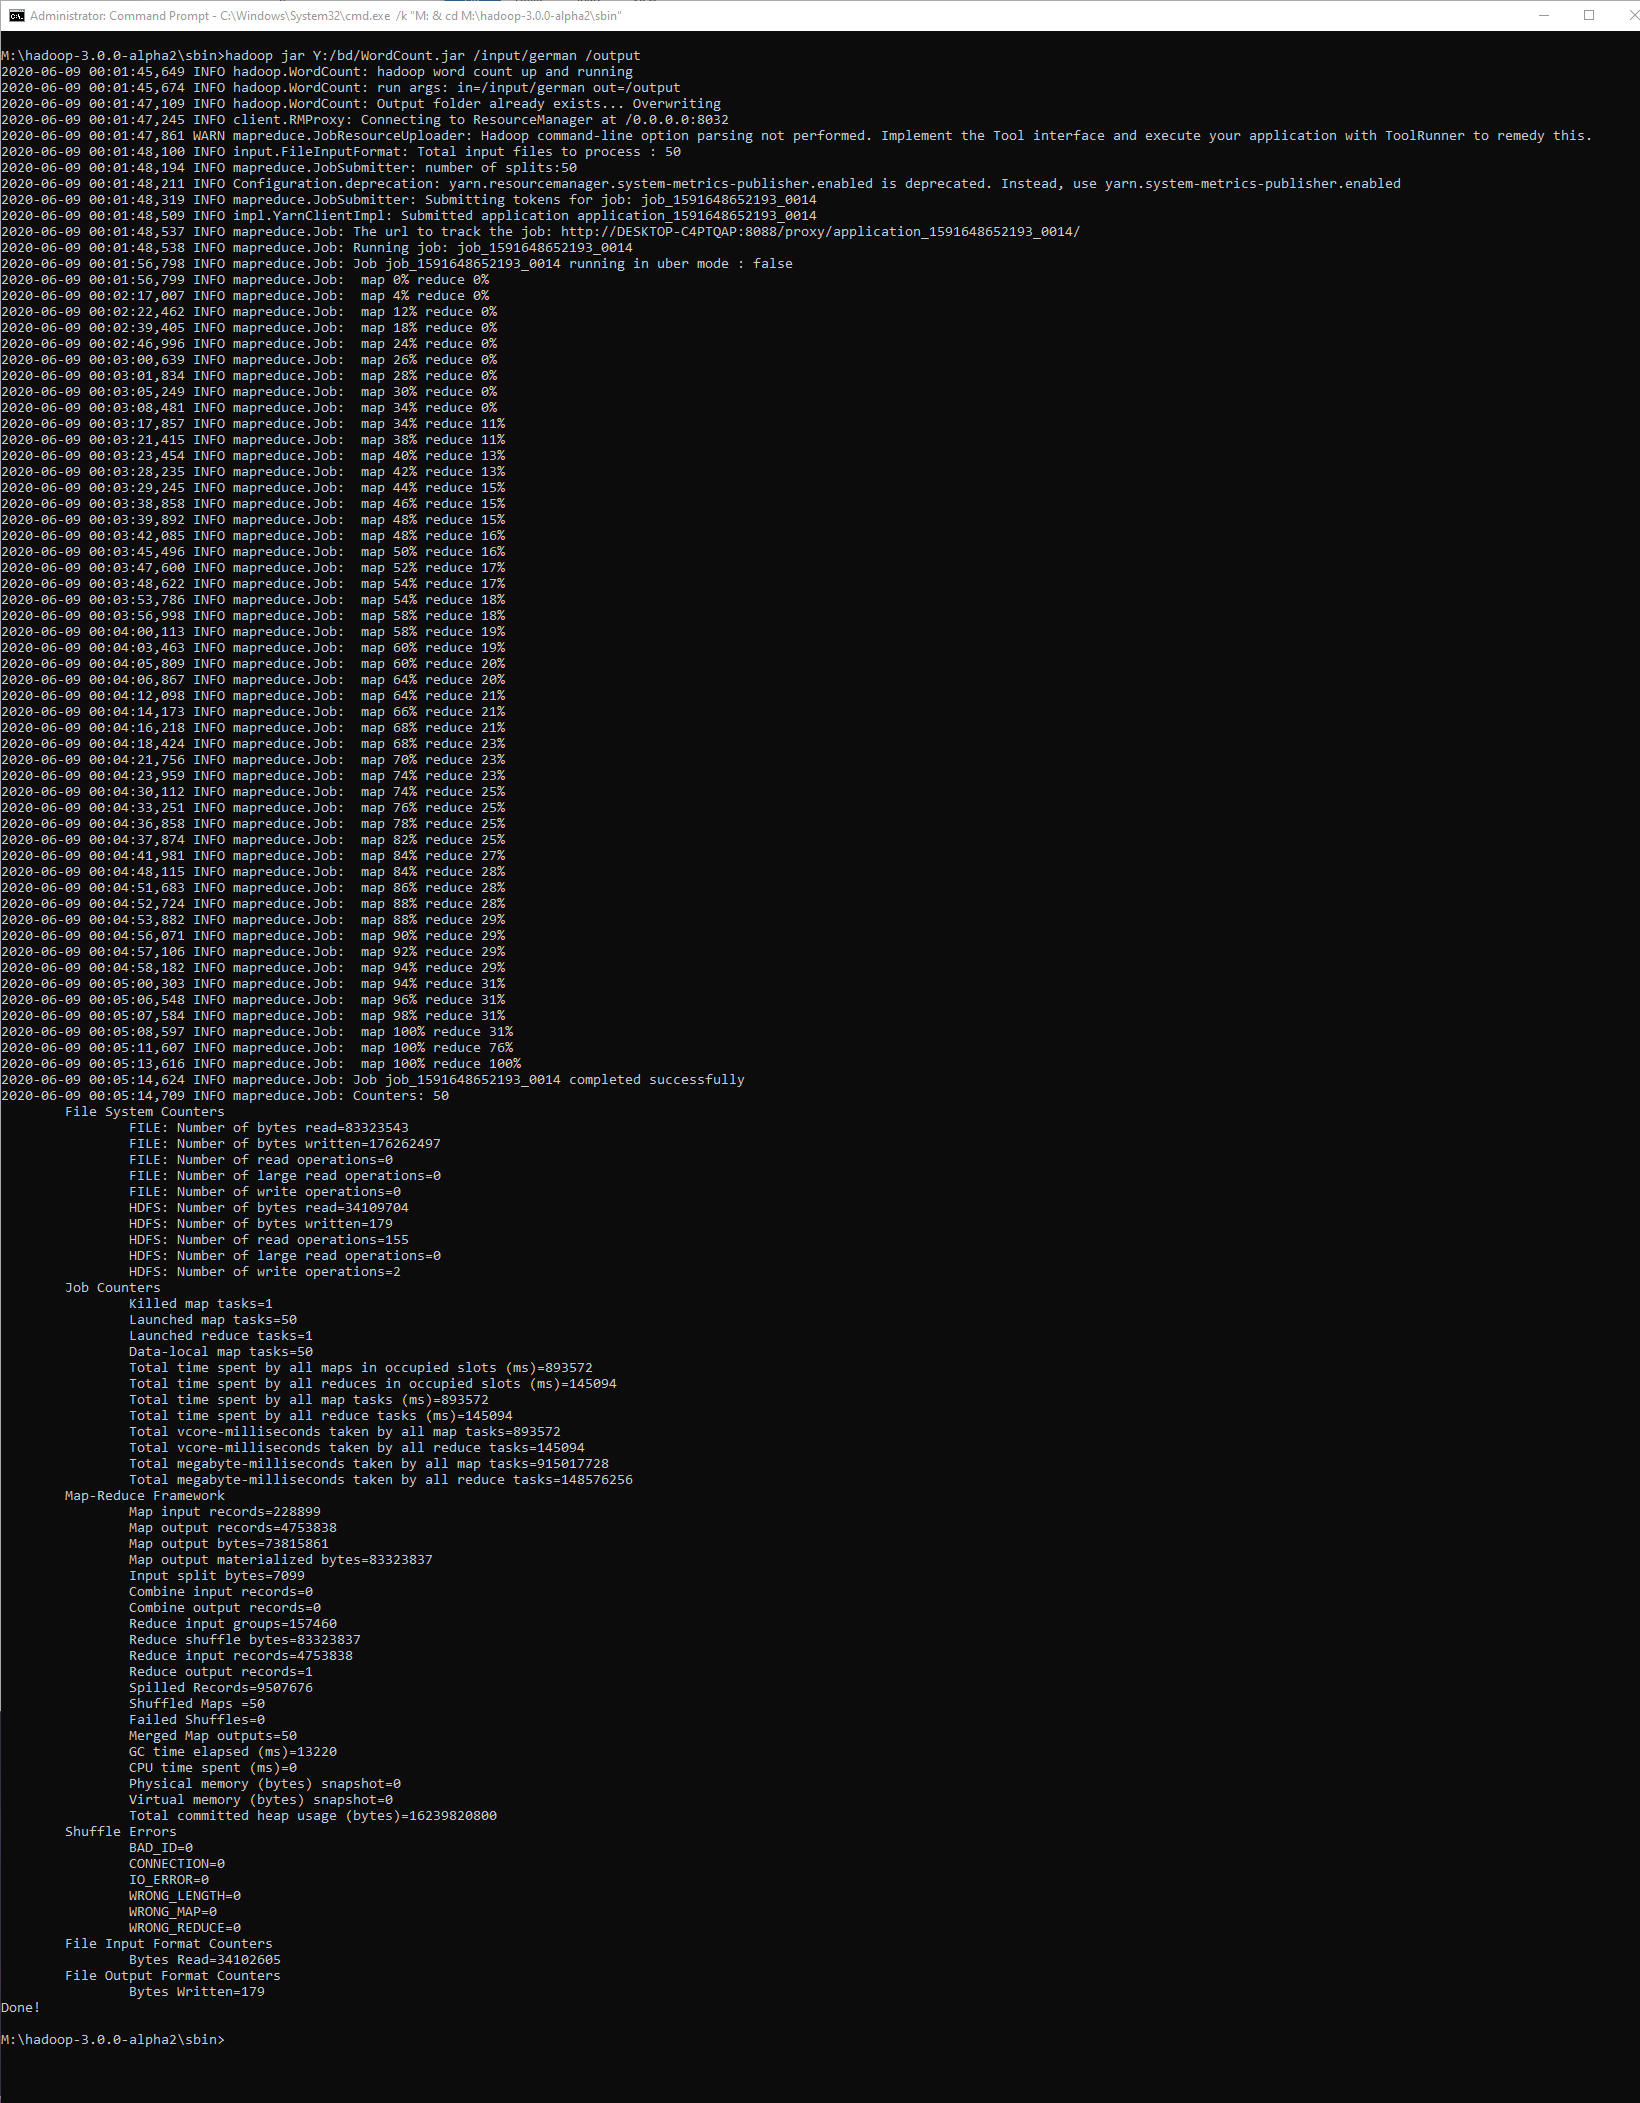 Administrator: Command Prompt - C:\Windows\System32\cmd.exe /k "M: & cd M:\hadoop-3.0.0-alpha2\sbin"
M:\hadoop-3.0.0-alpha2\sbin>hadoop jar Y:/bd/WordCount.jar /input/german /output
2020-06-09 00:01:45,649 INFO hadoop.WordCount: hadoop word count up and running
2020-06-09 00:01:45,674 INFO hadoop.WordCount: run args: in=/input/german out=/output
2020-06-09 00:01:47,109 INFO hadoop.WordCount: Output folder already exists... Overwriting
2020-06-09 00:01:47,245 INFO client.RMProxy: Connecting to ResourceManager at /0.0.0.0:8032
2020-06-09 00:01:47,861 WARN mapreduce.JobResourceUploader: Hadoop command-line option parsing not performed. Implement the Tool interface and execute your application with ToolRunner to remedy this.
2020-06-09 00:01:48,100 INFO input.FileInputFormat: Total input files to process : 50
2020-06-09 00:01:48,194 INFO mapreduce.JobSubmitter: number of splits:50
2020-06-09 00:01:48,211 INFO Configuration.deprecation: yarn.resourcemanager.system-metrics-publisher.enabled is deprecated. Instead, use yarn.system-metrics-publisher.enabled
2020-06-09 00:01:48,319 INFO mapreduce.JobSubmitter: Submitting tokens for job: job_1591648652193_0014
2020-06-09 00:01:48,509 INFO impl.YarnClientImpl: Submitted application application_1591648652193_0014
2020-06-09 00:01:48,537 INFO mapreduce.Job: The url to track the job: http://DESKTOP-C4PTQAP:8088/proxy/application_1591648652193_0014/
2020-06-09 00:01:48,538 INFO mapreduce.Job: Running job: job_1591648652193_0014
2020-06-09 00:01:56,798 INFO mapreduce.Job: Job job_1591648652193_0014 running in uber mode : false
2020-06-09 00:01:56,799 INFO mapreduce.Job:  map 0% reduce 0%
2020-06-09 00:02:17,007 INFO mapreduce.Job:  map 4% reduce 0%
2020-06-09 00:02:22,462 INFO mapreduce.Job:  map 12% reduce 0%
2020-06-09 00:02:39,405 INFO mapreduce.Job:  map 18% reduce 0%
2020-06-09 00:02:46,996 INFO mapreduce.Job:  map 24% reduce 0%
2020-06-09 00:03:00,639 INFO mapreduce.Job:  map 26% reduce 0%
2020-06-09 00:03:01,834 INFO mapreduce.Job:  map 28% reduce 0%
2020-06-09 00:03:05,249 INFO mapreduce.Job:  map 30% reduce 0%
2020-06-09 00:03:08,481 INFO mapreduce.Job:  map 34% reduce 0%
2020-06-09 00:03:17,857 INFO mapreduce.Job:  map 34% reduce 11%
2020-06-09 00:03:21,415 INFO mapreduce.Job:  map 38% reduce 11%
2020-06-09 00:03:23,454 INFO mapreduce.Job:  map 40% reduce 13%
2020-06-09 00:03:28,235 INFO mapreduce.Job:  map 42% reduce 13%
2020-06-09 00:03:29,245 INFO mapreduce.Job:  map 44% reduce 15%
2020-06-09 00:03:38,858 INFO mapreduce.Job:  map 46% reduce 15%
2020-06-09 00:03:39,892 INFO mapreduce.Job:  map 48% reduce 15%
2020-06-09 00:03:42,085 INFO mapreduce.Job:  map 48% reduce 16%
2020-06-09 00:03:45,496 INFO mapreduce.Job:  map 50% reduce 16%
2020-06-09 00:03:47,600 INFO mapreduce.Job:  map 52% reduce 17%
2020-06-09 00:03:48,622 INFO mapreduce.Job:  map 54% reduce 17%
2020-06-09 00:03:53,786 INFO mapreduce.Job:  map 54% reduce 18%
2020-06-09 00:03:56,998 INFO mapreduce.Job:  map 58% reduce 18%
2020-06-09 00:04:00,113 INFO mapreduce.Job:  map 58% reduce 19%
2020-06-09 00:04:03,463 INFO mapreduce.Job:  map 60% reduce 19%
2020-06-09 00:04:05,809 INFO mapreduce.Job:  map 60% reduce 20%
2020-06-09 00:04:06,867 INFO mapreduce.Job:  map 64% reduce 20%
2020-06-09 00:04:12,098 INFO mapreduce.Job:  map 64% reduce 21%
2020-06-09 00:04:14,173 INFO mapreduce.Job:  map 66% reduce 21%
2020-06-09 00:04:16,218 INFO mapreduce.Job:  map 68% reduce 21%
2020-06-09 00:04:18,424 INFO mapreduce.Job:  map 68% reduce 23%
2020-06-09 00:04:21,756 INFO mapreduce.Job:  map 70% reduce 23%
2020-06-09 00:04:23,959 INFO mapreduce.Job:  map 74% reduce 23%
2020-06-09 00:04:30,112 INFO mapreduce.Job:  map 74% reduce 25%
2020-06-09 00:04:33,251 INFO mapreduce.Job:  map 76% reduce 25%
2020-06-09 00:04:36,858 INFO mapreduce.Job:  map 78% reduce 25%
2020-06-09 00:04:37,874 INFO mapreduce.Job:  map 82% reduce 25%
2020-06-09 00:04:41,981 INFO mapreduce.Job:  map 84% reduce 27%
2020-06-09 00:04:48,115 INFO mapreduce.Job:  map 84% reduce 28%
2020-06-09 00:04:51,683 INFO mapreduce.Job:  map 86% reduce 28%
2020-06-09 00:04:52,724 INFO mapreduce.Job:  map 88% reduce 28%
2020-06-09 00:04:53,882 INFO mapreduce.Job:  map 88% reduce 29%
2020-06-09 00:04:56,071 INFO mapreduce.Job:  map 90% reduce 29%
2020-06-09 00:04:57,106 INFO mapreduce.Job:  map 92% reduce 29%
2020-06-09 00:04:58,182 INFO mapreduce.Job:  map 94% reduce 29%
2020-06-09 00:05:00,303 INFO mapreduce.Job:  map 94% reduce 31%
2020-06-09 00:05:06,548 INFO mapreduce.Job:  map 96% reduce 31%
2020-06-09 00:05:07,584 INFO mapreduce.Job:  map 98% reduce 31%
2020-06-09 00:05:08,597 INFO mapreduce.Job:  map 100% reduce 31%
2020-06-09 00:05:11,607 INFO mapreduce.Job:  map 100% reduce 76%
2020-06-09 00:05:13,616 INFO mapreduce.Job:  map 100% reduce 100%
2020-06-09 00:05:14,624 INFO mapreduce.Job: Job job_1591648652193_0014 completed successfully
2020-06-09 00:05:14,709 INFO mapreduce.Job: Counters: 50
File System Counters
FILE: Number of bytes read=83323543
FILE: Number of bytes written=176262497
FILE: Number of read operations=0
FILE: Number of large read operations=0
FILE: Number of write operations=0
HDFS: Number of bytes read=34109704
HDFS: Number of bytes written=179
HDFS: Number of read operations=155
HDFS: Number of large read operations=0
HDFS: Number of write operations=2
Job Counters
Killed map tasks=1
Launched map tasks=50
Launched reduce tasks=1
Data-local map tasks=50
Total time spent by all maps in occupied slots (ms)=893572
Total time spent by all reduces in occupied slots (ms)=145094
Total time spent by all map tasks (ms)=893572
Total time spent by all reduce tasks (ms)=145094
Total vcore-milliseconds taken by all map tasks=893572
Total vcore-milliseconds taken by all reduce tasks=145094
Total megabyte-milliseconds taken by all map tasks=915017728
Total megabyte-milliseconds taken by all reduce tasks=148576256
Map-Reduce Framework
Map input records=228899
Map output records=4753838
Map output bytes=73815861
Map output materialized bytes=83323837
Input split bytes=7099
Combine input records=0
Combine output records=0
Reduce input groups=157460
Reduce shuffle bytes=83323837
Reduce input records=4753838
Reduce output records=1
Spilled Records=9507676
Shuffled Maps =50
Failed Shuffles=0
Merged Map outputs=50
GC time elapsed (ms)=13220
CPU time spent (ms)=0
Physical memory (bytes) snapshot=0
Virtual memory (bytes) snapshot=0
Total committed heap usage (bytes)=16239820800
Shuffle Errors
BAD_ID=0
CONNECTION=0
IO_ERROR=0
WRONG_LENGTH=0
WRONG_MAP=0
WRONG_REDUCE=0
File Input Format Counters
Bytes Read=34102605
File Output Format Counters
Bytes Written=179
Done!
M:\hadoop-3.0.0-alpha2\sbin>